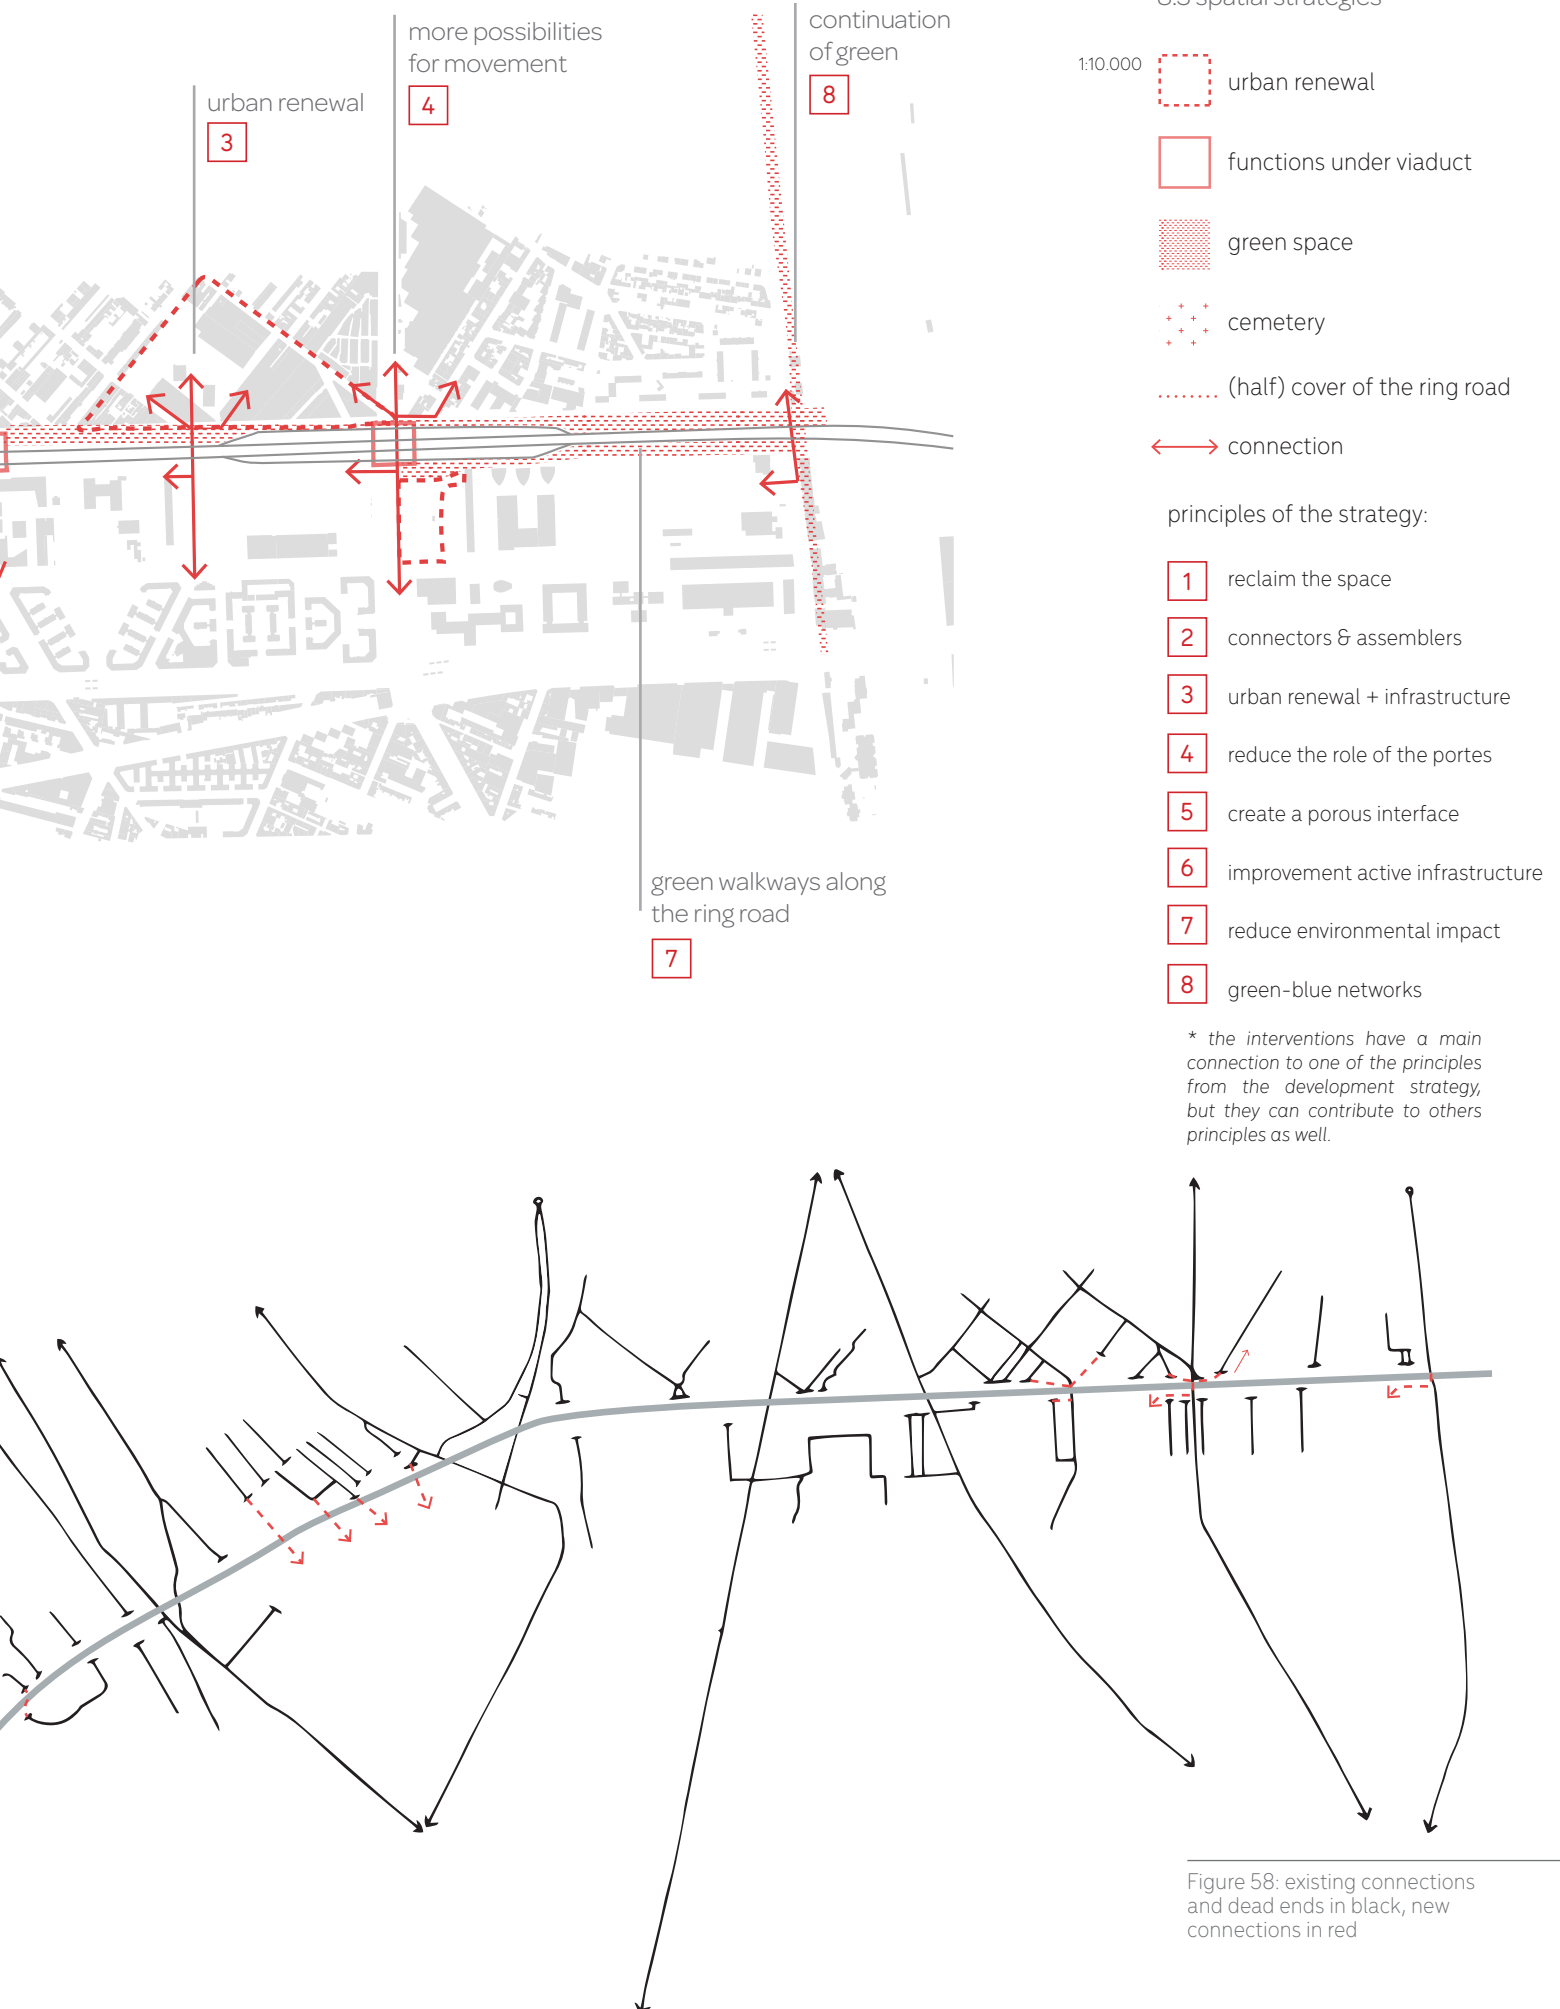 8.3 spatial strategies
continuation
of green
8
more possibilities
for movement
4
urban renewal
3
1:10.000
urban renewal
functions under viaduct
green space
cemetery
(half) cover of the ring road
connection
principles of the strategy:
1 reclaim the space
2 connectors & assemblers
3 urban renewal + infrastructure
4 reduce the role of the portes
5 create a porous interface
6 improvement active infrastructure
7 reduce environmental impact
8 green-blue networks
* the interventions have a main
connection to one of the principles
from the development strategy,
but they can contribute to others
principles as well.
green walkways along
the ring road
7
Figure 58: existing connections
and dead ends in black, new
connections in red